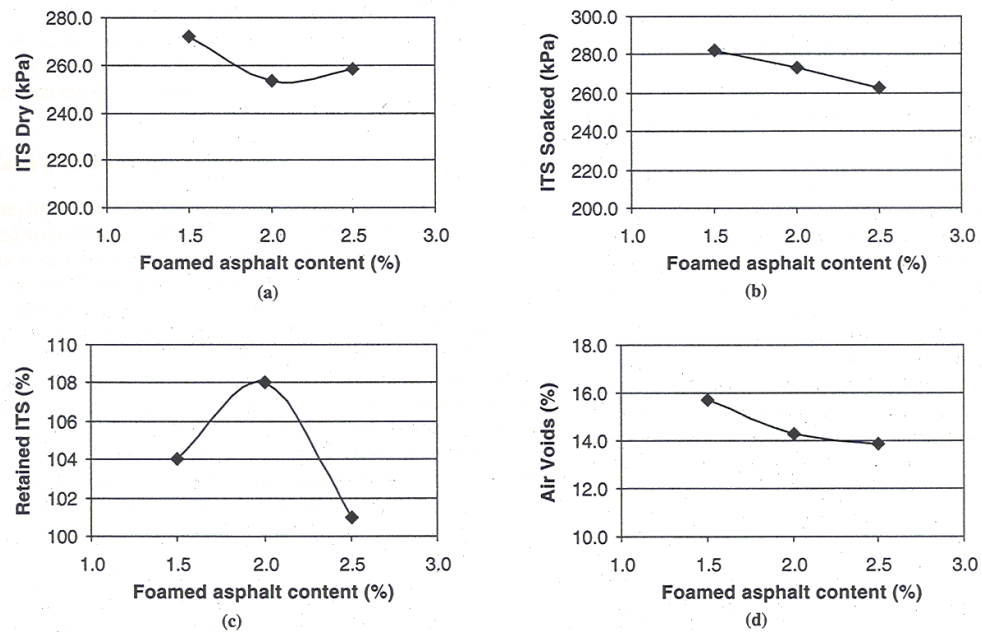 ITS Dry (kPa)
280.0
260.0
240.0
220.0
200.0
1.0 1.5 2.0 2.5 3.0
Foamed asphalt content (%)
(a)
ITS Soaked (kPa)
300.0
280.0
260.0
240.0
220.0
200.0
1.0 1.5 2.0 2.5 3.0
Foamed asphalt content (%)
(b)
Retained ITS (%)
110
108
106
104
102
100
1.0 1.5 2.0 2.5 3.0
Foamed asphalt content (%)
(c)
Air Voids (%)
18.0
16.0
14.0
12.0
10.0
1.0 1.5 2.0 2.5 3.0
Foamed asphalt content (%)
(d)